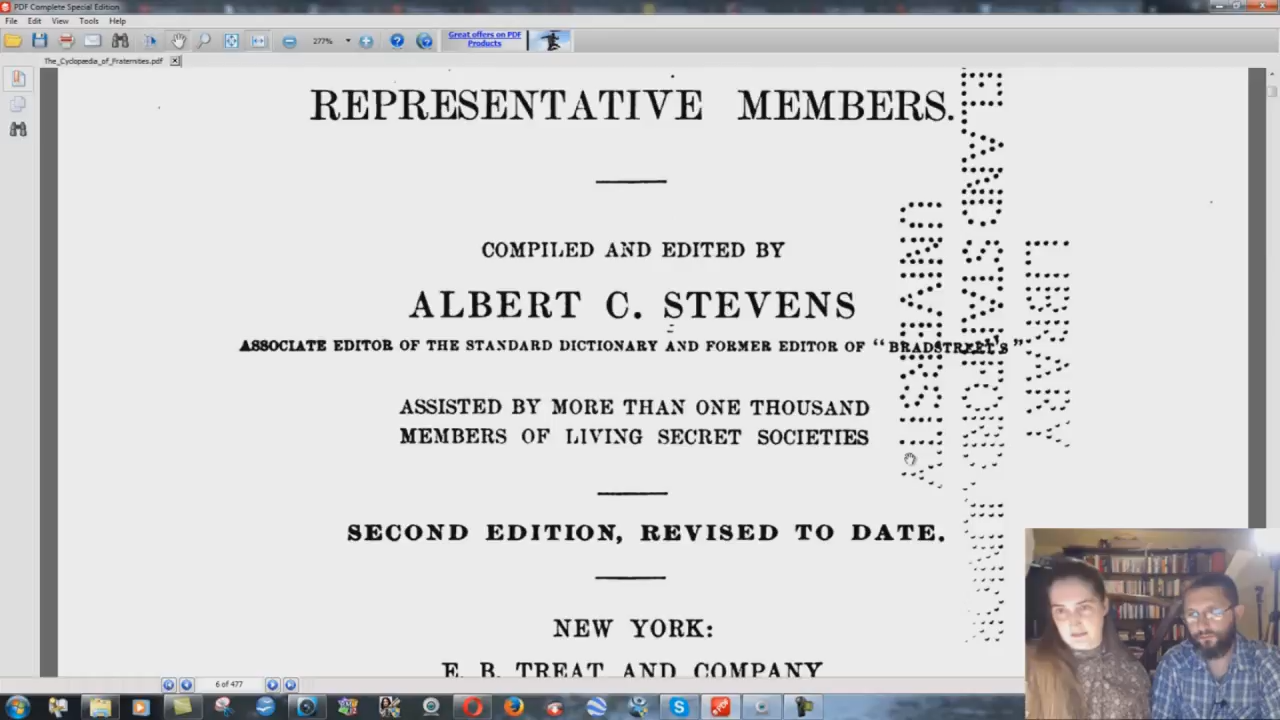 PDF Complete Special Edition
File Edit View Tools Help
277%
Great offers on PDF
Products
The_Cyclopaedia_of_Fraternities.pdf
REPRESENTATIVE MEMBERS.
COMPILED AND EDITED BY
ALBERT C. STEVENS
ASSOCIATE EDITOR OF THE STANDARD DICTIONARY AND FORMER EDITOR OF "BRADSTREET'S"
ASSISTED BY MORE THAN ONE THOUSAND
MEMBERS OF LIVING SECRET SOCIETIES
SECOND EDITION, REVISED TO DATE.
NEW YORK:
E. B. TREAT AND COMPANY
LIBRARY
UNIVERSITY
6 of 477